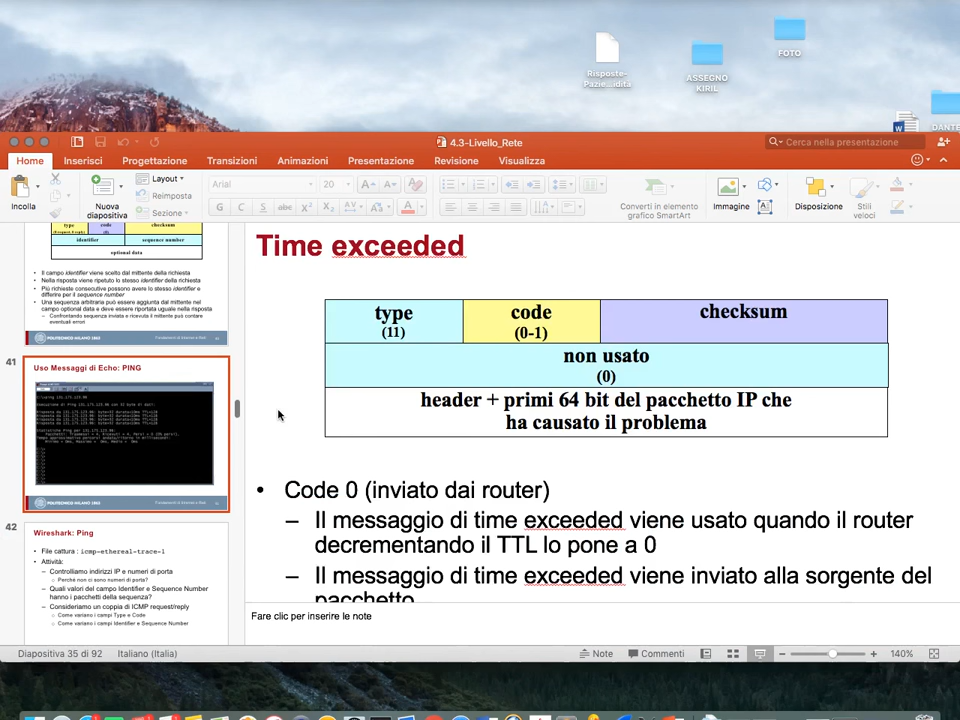 Risposte-
Pazie...idità
ASSEGNO
KIRIL
FOTO
DANTE
4.3-Livello_Rete
Cerca nella presentazione
Home Inserisci Progettazione Transizioni Animazioni Presentazione Revisione Visualizza
Incolla
Nuova
diapositiva
Layout
Reimposta
Sezione
Arial 20
G C S abc X² X₂
Converti in elemento
grafico SmartArt
Immagine
Disposizione
Stili
veloci
type code checksum
(0)
identifier sequence number
optional data
• Il campo identifier viene scelto dal mittente della richiesta
• Nella risposta viene ripetuto lo stesso identifier della richiesta
• Più richieste consecutive possono avere lo stesso identifier e
differire per il sequence number
• Una sequenza arbitraria può essere aggiunta dal mittente nel
campo optional data e deve essere riportata uguale nella risposta
– Confrontando sequenza inviata e ricevuta il mittente può contare
eventuali errori
POLITECNICO MILANO 1863
41
Uso Messaggi di Echo: PING
POLITECNICO MILANO 1863
42
Wireshark: Ping
• File cattura : icmp-ethereal-trace-1
• Attività:
– Controlliamo indirizzi IP e numeri di porta
○ Perché non ci sono numeri di porta?
– Quali valori del campo Identifier e Sequence Number
hanno i pacchetti della sequenza?
– Consideriamo un coppia di ICMP request/reply
○ Come variano i campi Type e Code
○ Come variano i campi Identifier e Sequence Number
Time exceeded
type code checksum
(11) (0-1)
non usato
(0)
header + primi 64 bit del pacchetto IP che
ha causato il problema
• Code 0 (inviato dai router)
– Il messaggio di time exceeded viene usato quando il router
decrementando il TTL lo pone a 0
– Il messaggio di time exceeded viene inviato alla sorgente del
pacchetto
Fare clic per inserire le note
Diapositiva 35 di 92 Italiano (Italia) Note Commenti 140%